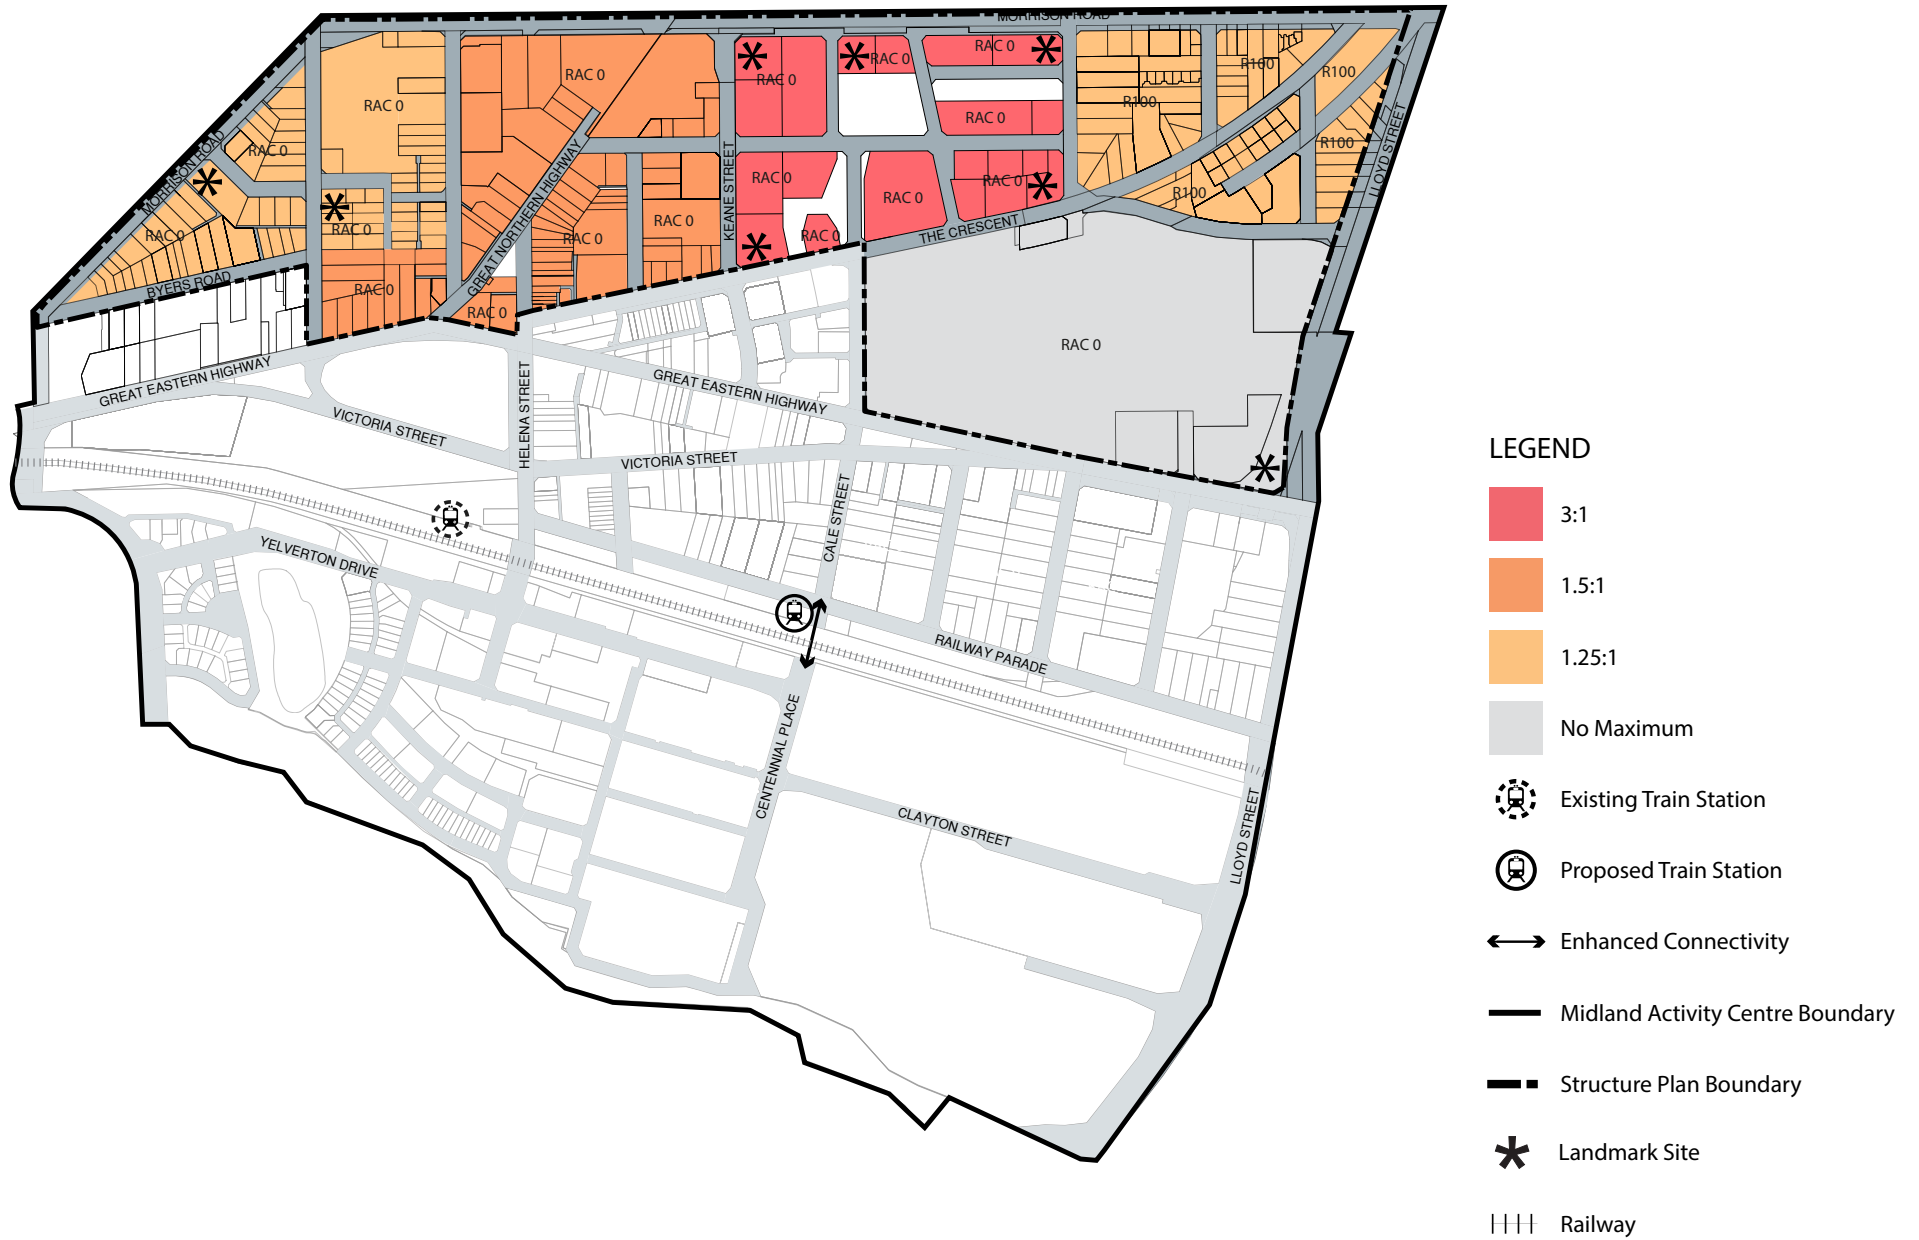 MORRISON ROAD
RAC 0
RAC 0
RAC 0
RAC 0
RAC 0
R100
R100
RAC 0
RAC 0
R100
R100
MORRISON ROAD
RAC 0
KEANE STREET
RAC 0
RAC 0
RAC 0
R100
LLOYD STREET
GREAT NORTHERN HIGHWAY
RAC 0
RAC 0
RAC 0
RAC 0
RAC 0
THE CRESCENT
BYERS ROAD
RAC 0
RAC 0
RAC 0
GREAT EASTERN HIGHWAY
HELENA STREET
GREAT EASTERN HIGHWAY
VICTORIA STREET
VICTORIA STREET
CALE STREET
YELVERTON DRIVE
RAILWAY PARADE
CENTENNIAL PLACE
CLAYTON STREET
LLOYD STREET
LEGEND
3:1
1.5:1
1.25:1
No Maximum
Existing Train Station
Proposed Train Station
Enhanced Connectivity
Midland Activity Centre Boundary
Structure Plan Boundary
Landmark Site
Railway